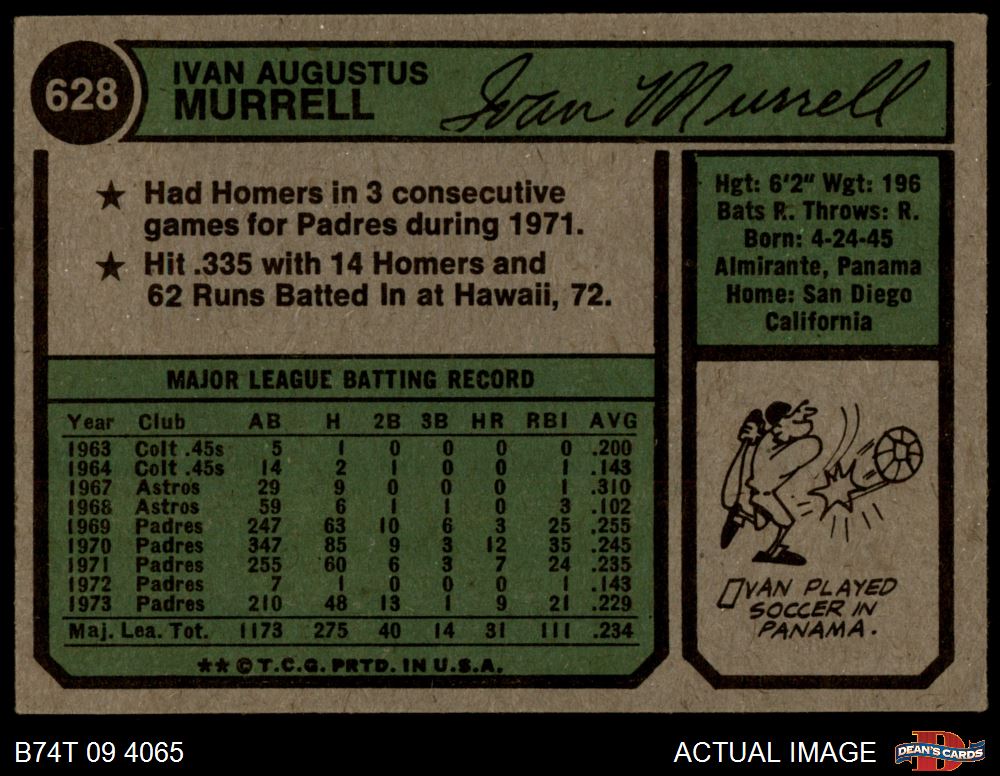 628
IVAN AUGUSTUS
MURRELL
Ivan Murrell
★ Had Homers in 3 consecutive
games for Padres during 1971.
★ Hit .335 with 14 Homers and
62 Runs Batted In at Hawaii, 72.
Hgt: 6'2" Wgt: 196
Bats R. Throws: R.
Born: 4-24-45
Almirante, Panama
Home: San Diego
California
MAJOR LEAGUE BATTING RECORD
Year Club AB H 2B 3B HR RBI AVG
1963 Colt .45s 5 1 0 0 0 0 .200
1964 Colt .45s 14 2 1 0 0 1 .143
1967 Astros 29 9 0 0 0 1 .310
1968 Astros 59 6 1 1 0 3 .102
1969 Padres 247 63 10 6 3 25 .255
1970 Padres 347 85 9 3 12 35 .245
1971 Padres 255 60 6 3 7 24 .235
1972 Padres 7 1 0 0 0 1 .143
1973 Padres 210 48 13 1 9 21 .229
Maj. Lea. Tot. 1173 275 40 14 31 111 .234
** © T.C.G. PRTD. IN U.S.A.
IVAN PLAYED
SOCCER IN
PANAMA.
B74T 09 4065
ACTUAL IMAGE
DEAN'S CARDS